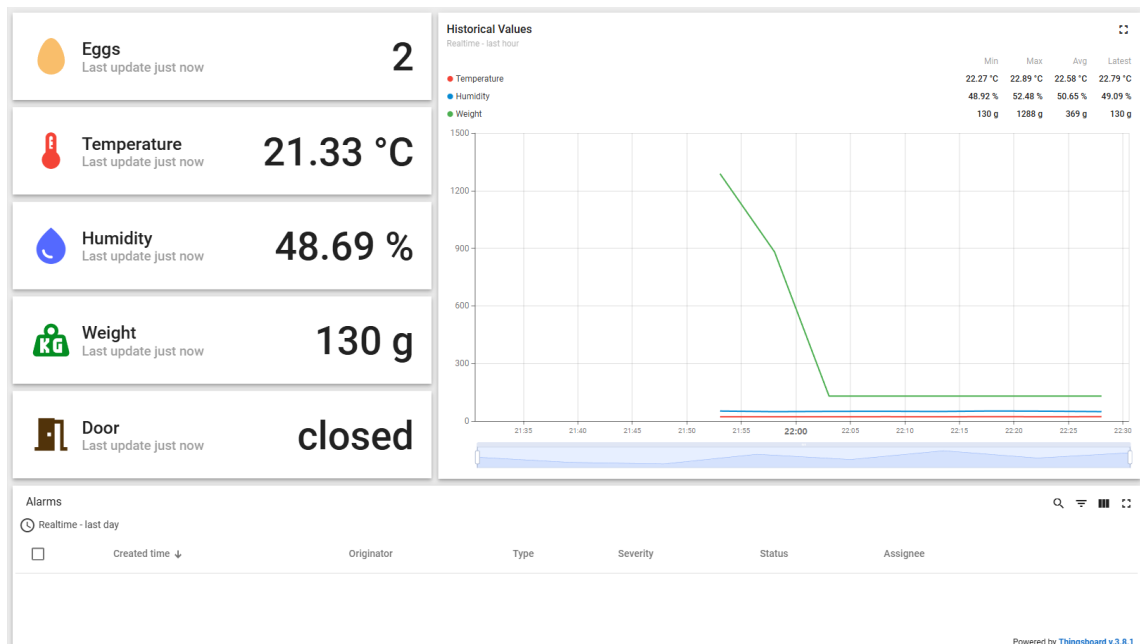 Eggs
Last update just now
2
Temperature
Last update just now
21.33 °C
Humidity
Last update just now
48.69 %
KG
Weight
Last update just now
130 g
Door
Last update just now
closed
Historical Values
Realtime - last hour
Min Max Avg Latest
Temperature 22.27 °C 22.89 °C 22.58 °C 22.79 °C
Humidity 48.92 % 52.48 % 50.65 % 49.09 %
Weight 130 g 1288 g 369 g 130 g
1500
1200
900
600
300
0
21:35 21:40 21:45 21:50 21:55 22:00 22:05 22:10 22:15 22:20 22:25 22:30
Alarms
Realtime - last day
Created time Originator Type Severity Status Assignee
Powered by Thingsboard v.3.8.1